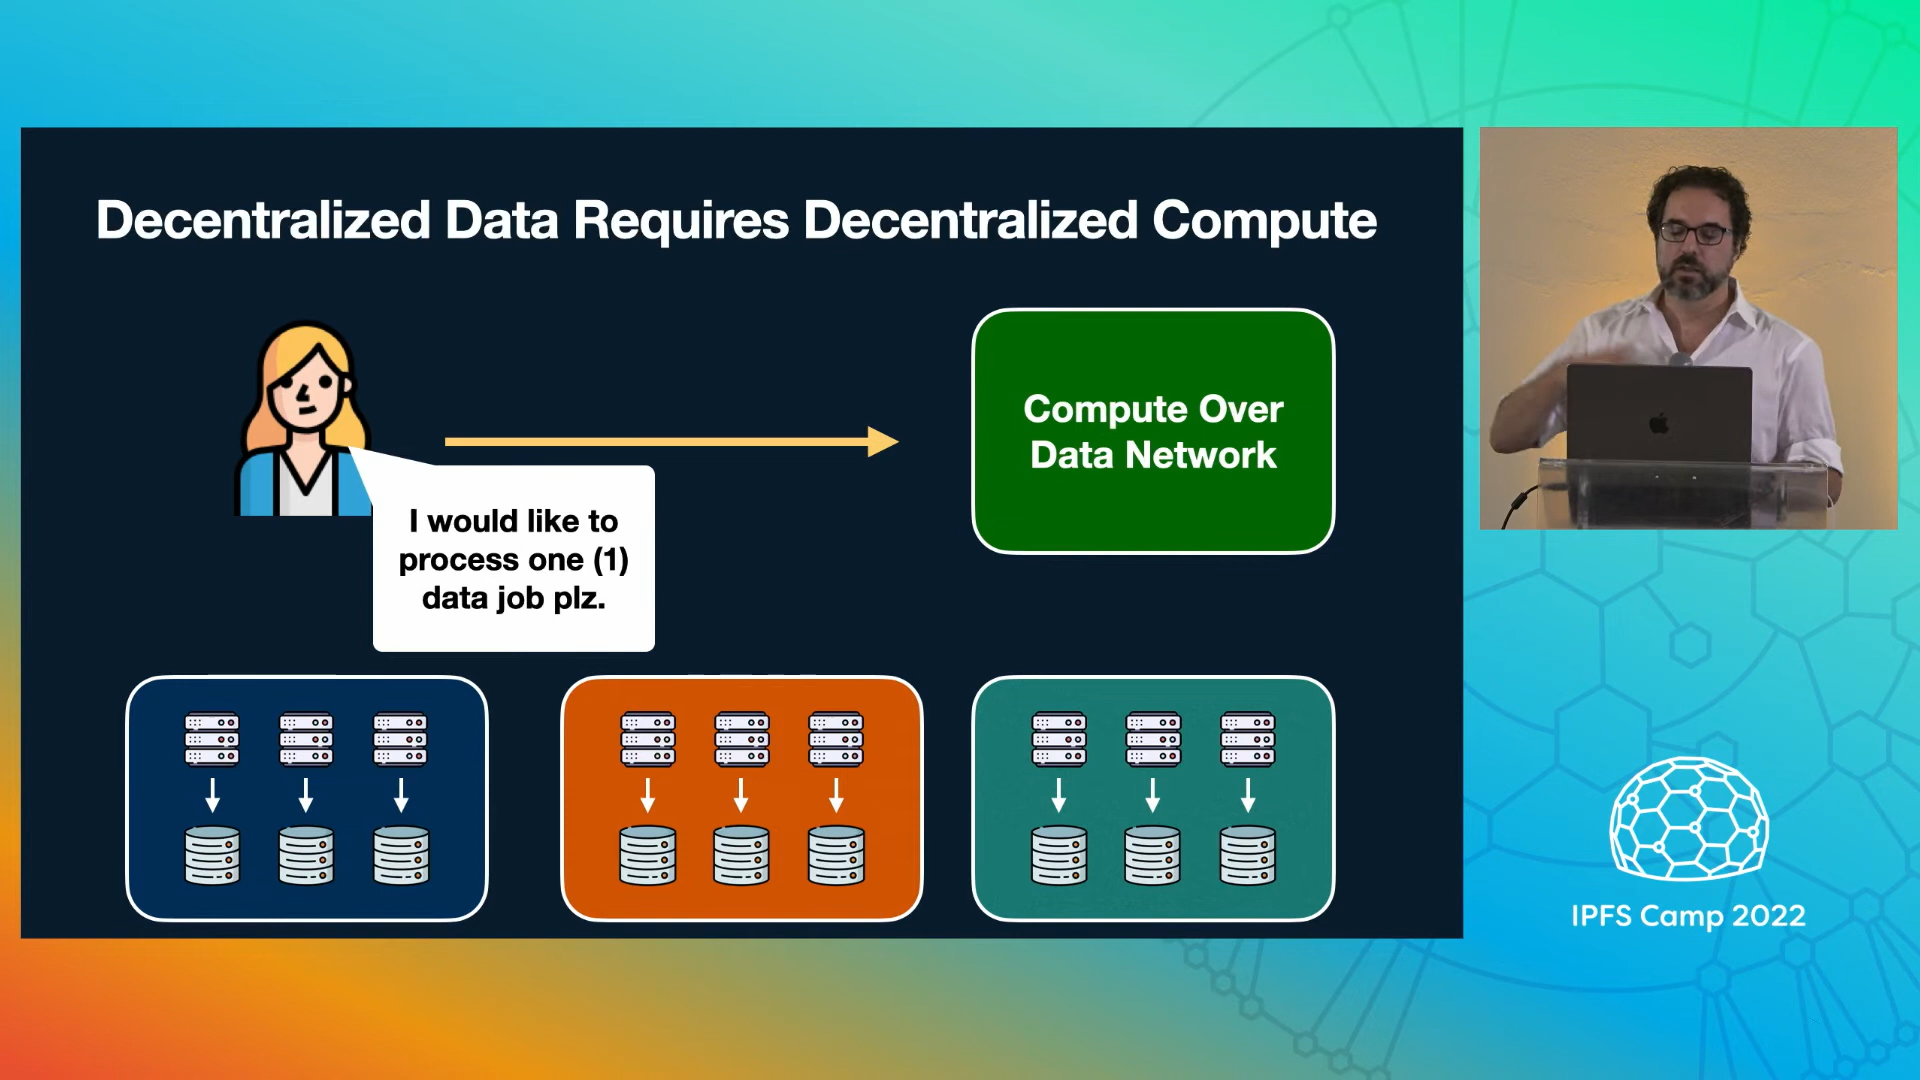 Decentralized Data Requires Decentralized Compute
Compute Over
Data Network
I would like to
process one (1)
data job plz.
IPFS Camp 2022